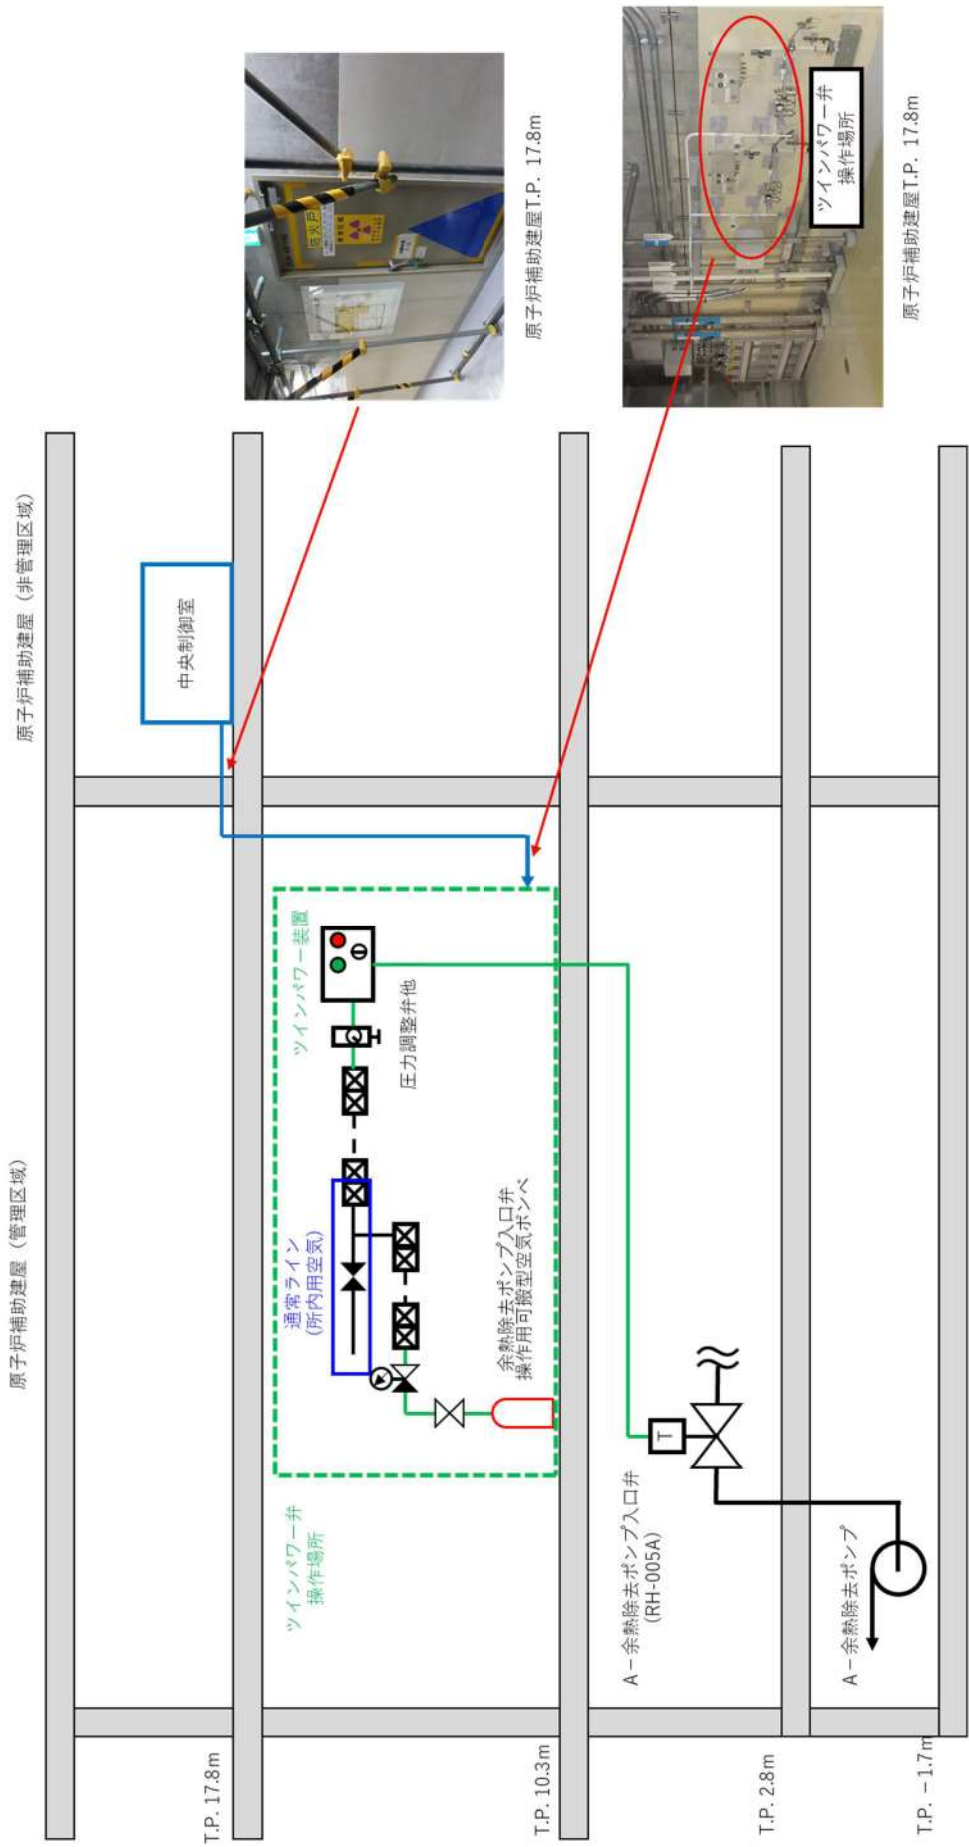 原子炉補助建屋（管理区域）
原子炉補助建屋（非管理区域）
T.P. 17.8m
中央制御室
ツインパワー弁
操作場所
通常ライン
(所内用空気)
ツインパワー装置
圧力調整弁他
余熱除去ポンプ入口弁
操作用可搬型空気ボンベ
T.P. 10.3m
A－余熱除去ポンプ入口弁
(RH-005A)
T
T.P. 2.8m
A－余熱除去ポンプ
T.P. －1.7m
防火戸
管理区域
原子炉補助建屋T.P. 17.8m
ツインパワー弁
操作場所
原子炉補助建屋T.P. 17.8m